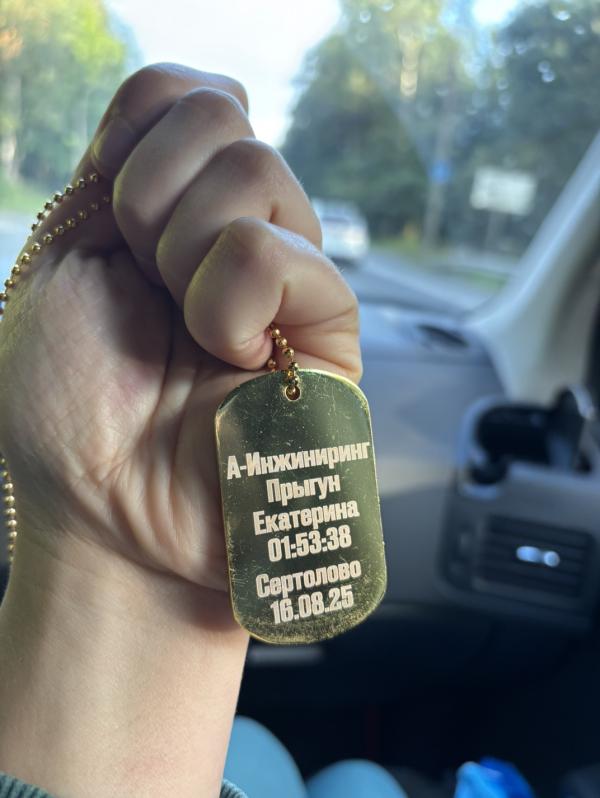 А-Инжиниринг
Прыгун
Екатерина
01:53:38
Сертолово
16.08.25